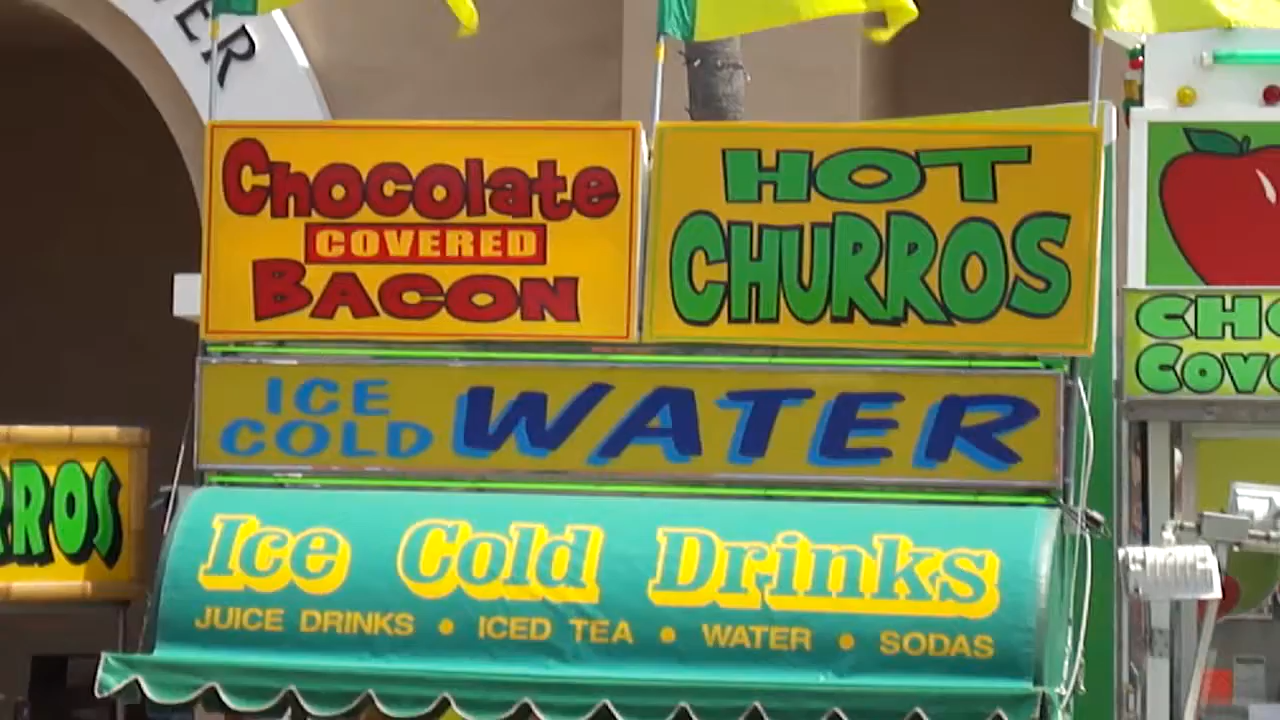 Chocolate
COVERED
BACON
HOT
CHURROS
ICE
COLD
WATER
Ice Cold Drinks
JUICE DRINKS • ICED TEA • WATER • SODAS